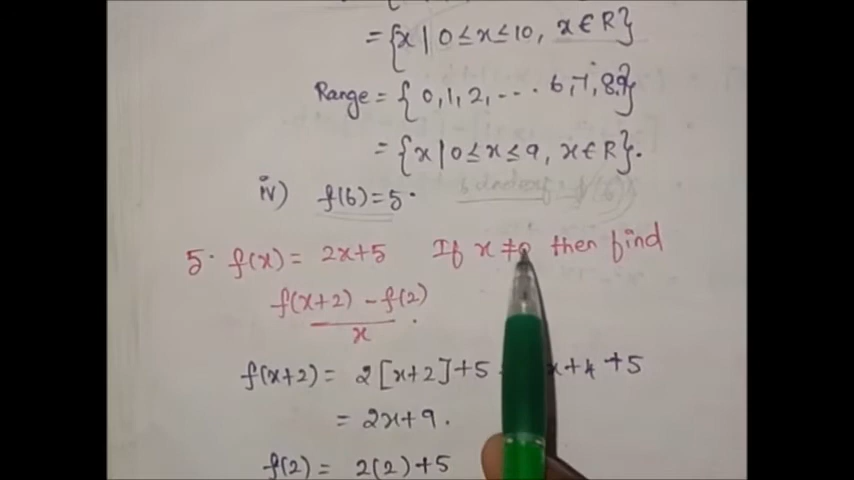 = {x | 0 ≤ x ≤ 10, x ∈ R}
Range = {0, 1, 2, ... 6, 7, 8, 9}
= {x | 0 ≤ x ≤ 9, x ∈ R}.
iv) f(6) = 5.
5. f(x) = 2x+5 If x ≠ 0 then find
f(x+2) - f(2)
x
f(x+2) = 2[x+2]+5 x+4+5
= 2x+9.
f(2) = 2(2)+5